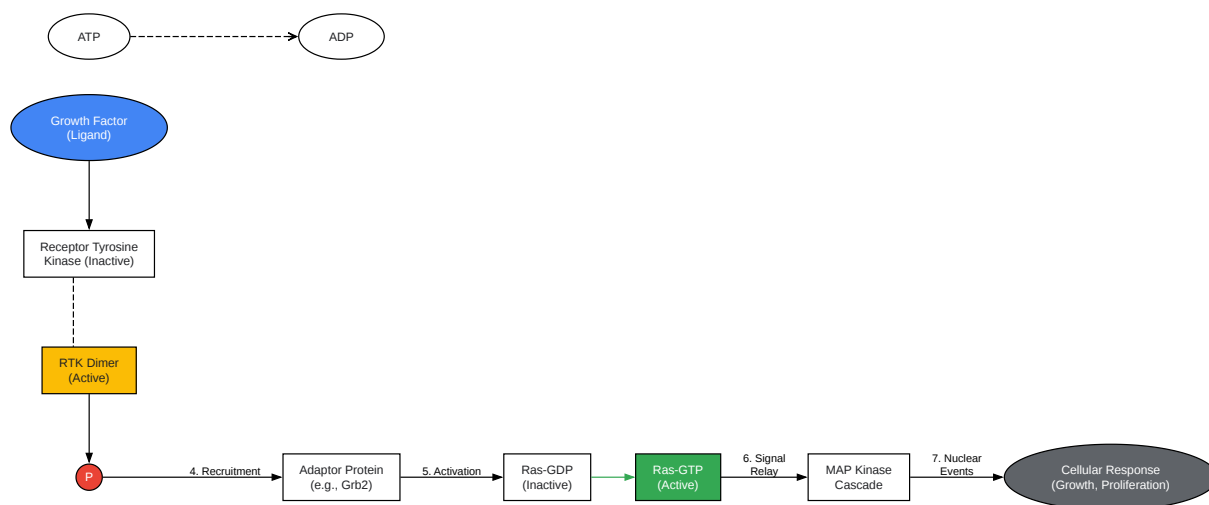 ATP
ADP
Growth Factor
(Ligand)
Receptor Tyrosine
Kinase (Inactive)
RTK Dimer
(Active)
P
4. Recruitment
Adaptor Protein
(e.g., Grb2)
5. Activation
Ras-GDP
(Inactive)
Ras-GTP
(Active)
6. Signal
Relay
MAP Kinase
Cascade
7. Nuclear
Events
Cellular Response
(Growth, Proliferation)